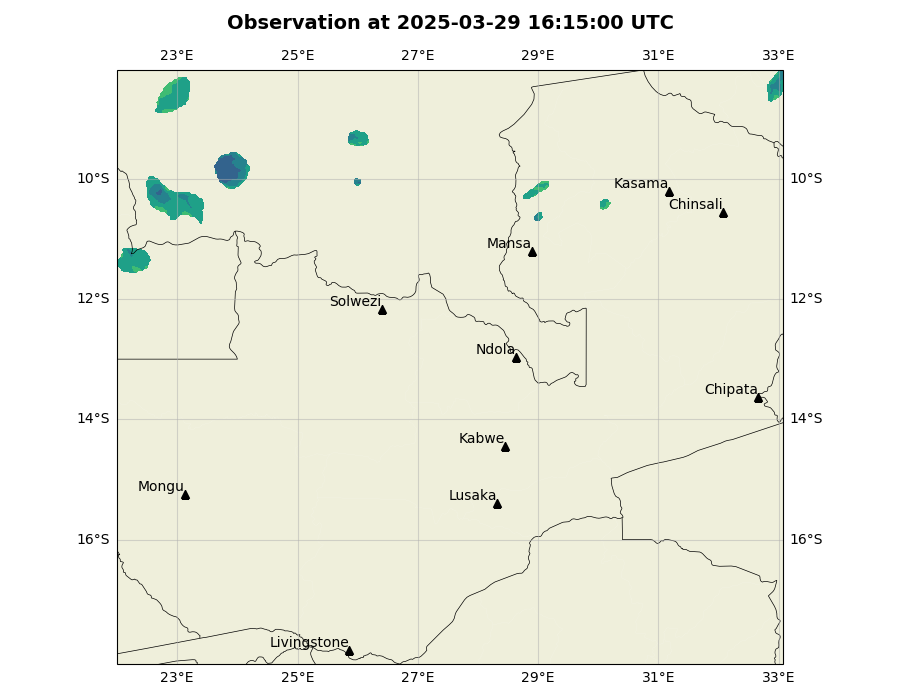 Observation at 2025-03-29 16:15:00 UTC
23°E 25°E 27°E 29°E 31°E 33°E
10°S 10°S
Kasama
Chinsali
Mansa
12°S 12°S
Solwezi
Ndola
Chipata
14°S 14°S
Kabwe
Mongu
Lusaka
16°S 16°S
Livingstone
23°E 25°E 27°E 29°E 31°E 33°E